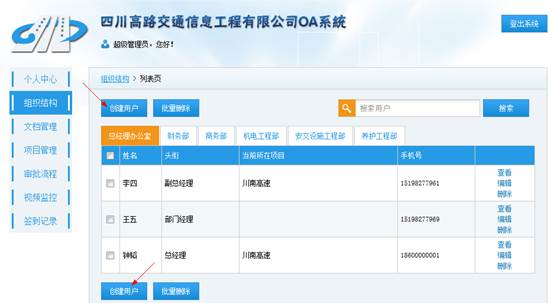 四川高路交通信息工程有限公司OA系统
登出系统
超级管理员，您好！
个人中心
组织结构
文档管理
项目管理
审批流程
视频监控
签到记录
组织结构 > 列表页
创建用户 批量删除 搜索用户 搜索
总经理办公室 财务部 商务部 机电工程部 安交设施工程部 养护工程部
姓名 头衔 当前所在项目 手机号
李四 副总经理 川南高速 15198277961 查看 编辑 删除
王五 部门经理 15198277969 查看 编辑 删除
钟韬 总经理 川南高速 18600000001 查看 编辑 删除
创建用户 批量删除